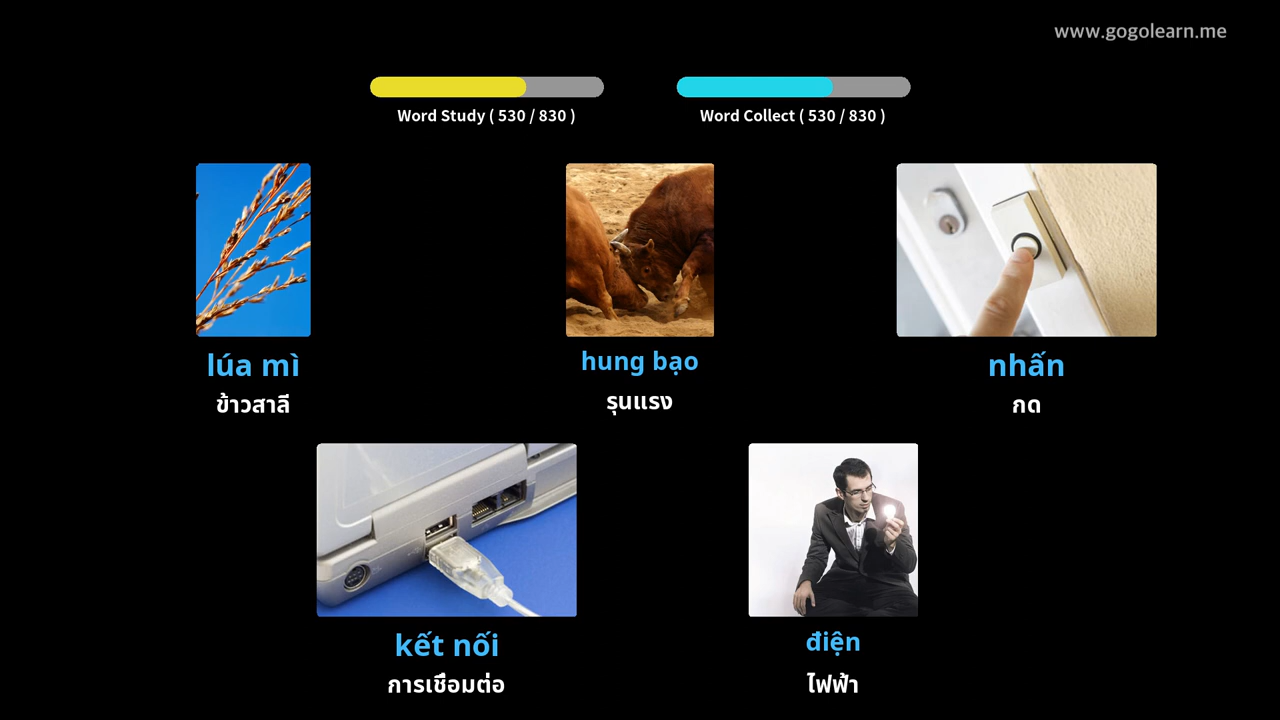 www.gogolearn.me
Word Study ( 530 / 830 )
Word Collect ( 530 / 830 )
lúa mì
ข้าวสาลี
hung bạo
รุนแรง
nhấn
กด
kết nối
การเชื่อมต่อ
điện
ไฟฟ้า